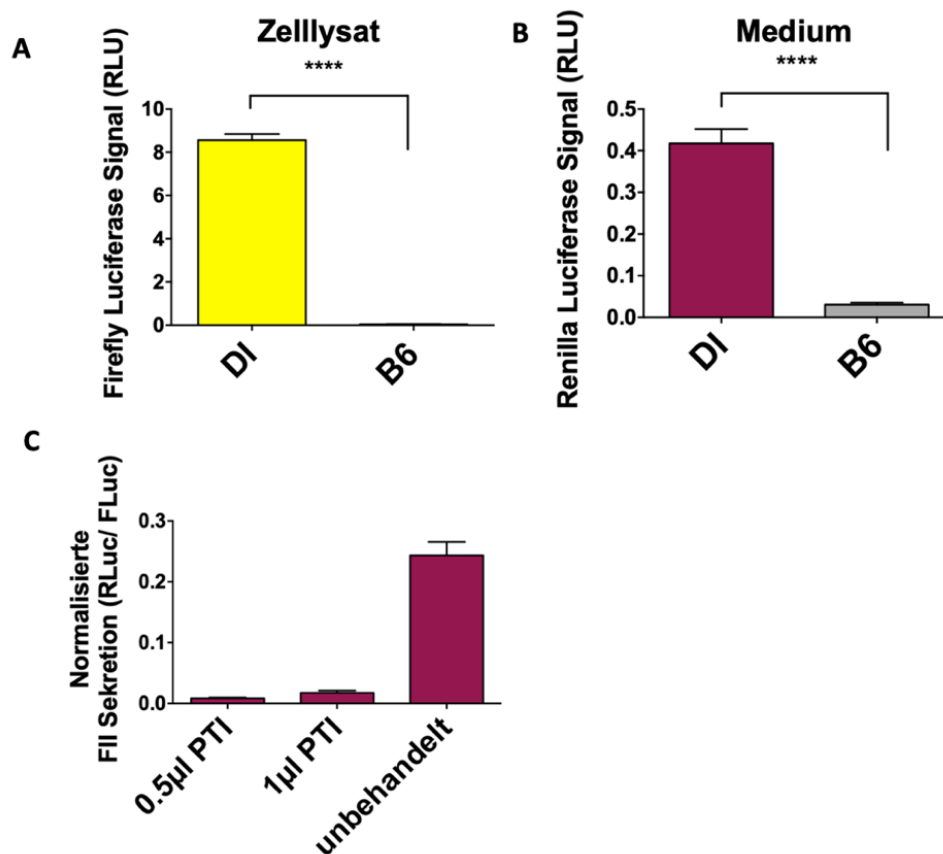 A
Zelllysat
****
Firefly Luciferase Signal (RLU)
10
8
6
4
2
0
DI
B6
B
Medium
****
Renilla Luciferase Signal (RLU)
0.5
0.4
0.3
0.2
0.1
0.0
DI
B6
C
Normalisierte
FII Sekretion (RLuc/ FLuc)
0.3
0.2
0.1
0.0
0.5µl PTI
1µl PTI
unbehandelt